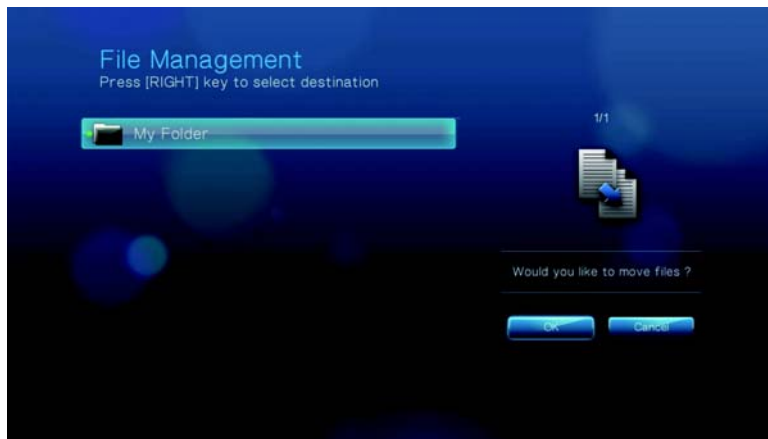 File Management
Press [RIGHT] key to select destination
My Folder
1/1
Would you like to move files ?
OK
Cancel